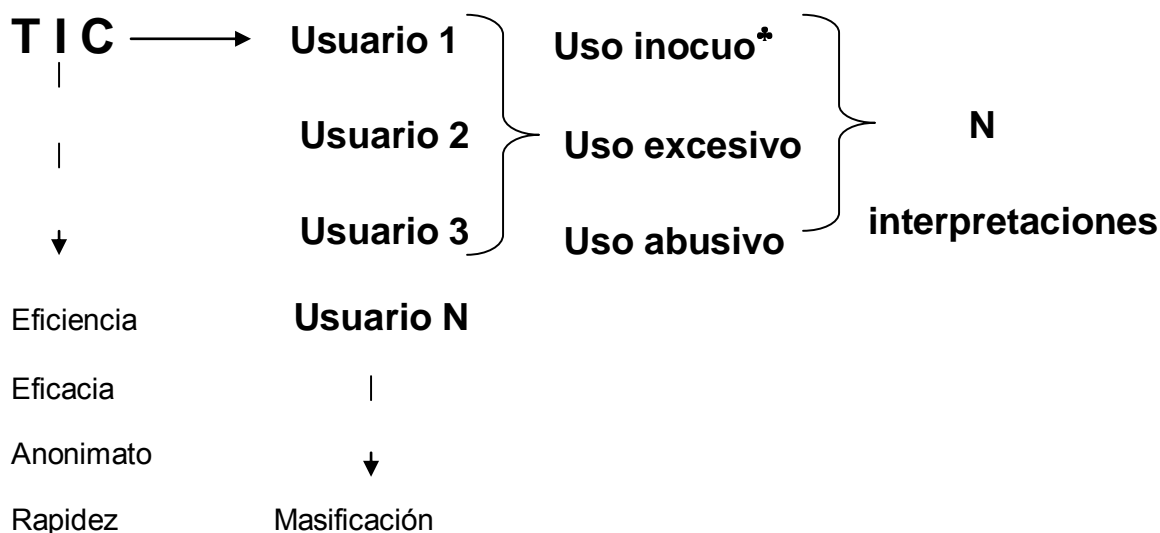 T I C Usuario 1 Uso inocuo♣
Usuario 2 Uso excesivo N
Usuario 3 Uso abusivo interpretaciones
Eficiencia Usuario N
Eficacia
Anonimato
Rapidez Masificación